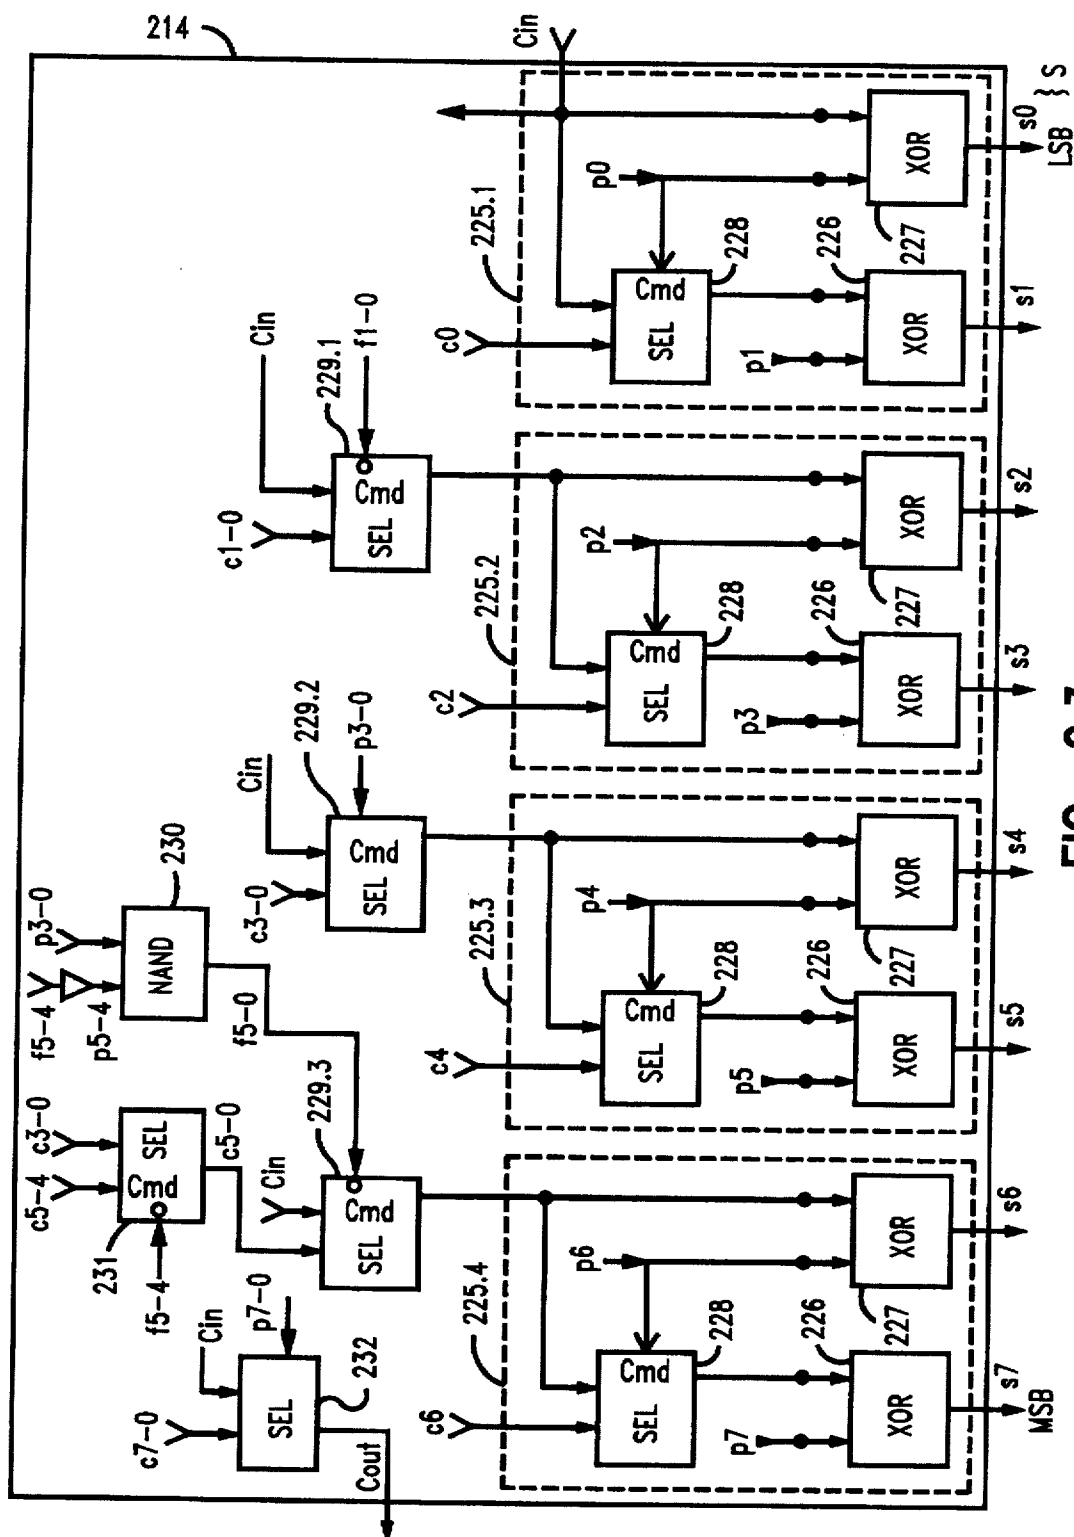 214
c5-4
c3-0
f5-4
p3-0
p5-4
231
Cmd
SEL
NAND
230
f5-4
c7-0
Cin
p7-0
c5-0
f5-0
SEL
232
Cin
229.3
c3-0
Cin
229.2
c1-0
Cin
229.1
Cout
Cmd
SEL
Cmd
SEL
p3-0
Cmd
SEL
f1-0
c6
225.4
c4
225.3
c2
225.2
c0
225.1
Cin
p6
p4
p2
p0
Cmd
SEL
228
Cmd
SEL
228
Cmd
SEL
228
Cmd
SEL
228
p7
226
p5
226
p3
226
p1
226
XOR
XOR
227
XOR
XOR
227
XOR
XOR
227
XOR
XOR
227
s7
s6
s5
s4
s3
s2
s1
s0
S
MSB
LSB